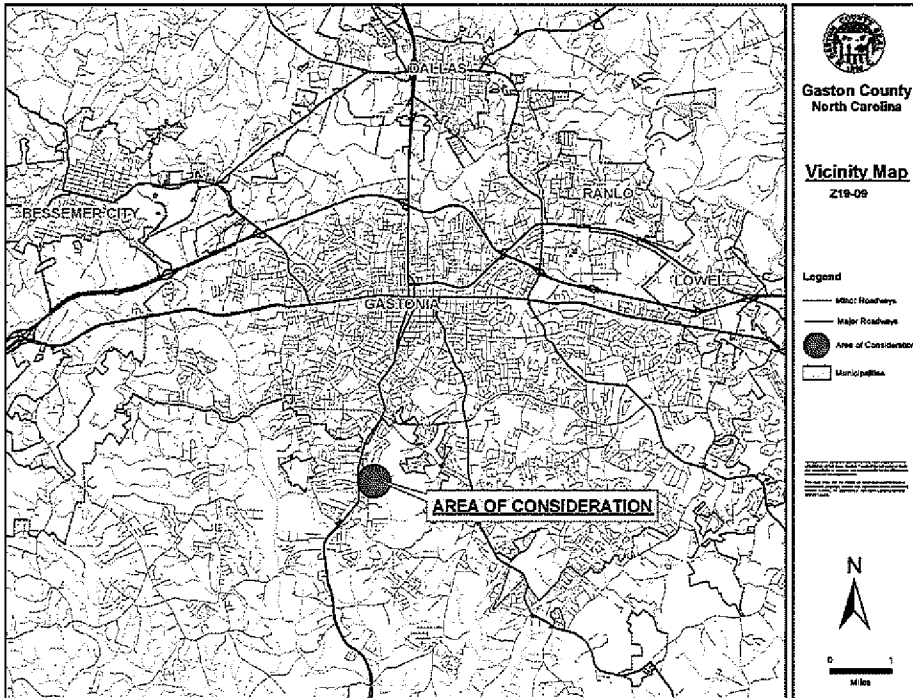 DALLAS
RANLO
BESSEMER CITY
LOWELL
GASTONIA
AREA OF CONSIDERATION
Gaston County
North Carolina
Vicinity Map
Z19-09
Legend
Minor Roadways
Major Roadways
Area of Consideration
Municipalities
N
0 1
Miles